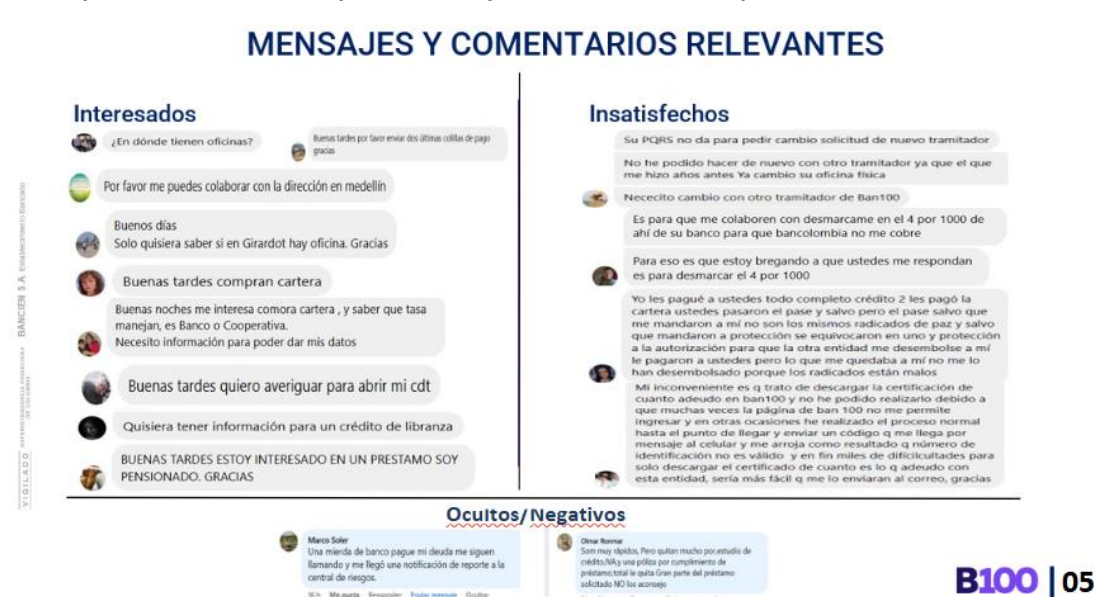 MENSAJES Y COMENTARIOS RELEVANTES
Interesados
¿En dónde tienen oficinas?
Buenas tardes por favor enviar dos últimas colillas de pago
gracias
Por favor me puedes colaborar con la dirección en medellín
Buenos días
Solo quisiera saber si en Girardot hay oficina. Gracias
Buenas tardes compran cartera
Buenas noches me interesa comora cartera , y saber que tasa
manejan, es Banco o Cooperativa.
Necesito información para poder dar mis datos
Buenas tardes quiero averiguar para abrir mi cdt
Quisiera tener información para un crédito de libranza
BUENAS TARDES ESTOY INTERESADO EN UN PRESTAMO SOY
PENSIONADO. GRACIAS
Insatisfechos
Su PQRS no da para pedir cambio solicitud de nuevo tramitador
No he podido hacer de nuevo con otro tramitador ya que el que
me hizo años antes Ya cambio su oficina física
Nececito cambio con otro tramitador de Ban100
Es para que me colaboren con desmarcame en el 4 por 1000 de
ahí de su banco para que bancolombia no me cobre
Para eso es que estoy bregando a que ustedes me respondan
es para desmarcar el 4 por 1000
Yo les pagué a ustedes todo completo crédito 2 les pagó la
cartera ustedes pasaron el pase y salvo pero el pase salvo que
me mandaron a mí no son los mismos radicados de paz y salvo
que mandaron a protección se equivocaron en uno y protección
a la autorización para que la otra entidad me desembolse a mí
le pagaron a ustedes pero lo que me quedaba a mí no me lo
han desembolsado porque los radicados están malos
Mi inconveniente es q trato de descargar la certificación de
cuanto adeudo en ban100 y no he podido realizarlo debido a
que muchas veces la página de ban 100 no me permite
ingresar y en otras ocasiones he realizado el proceso normal
hasta el punto de llegar y enviar un código q me llega por
mensaje al celular y me arroja como resultado q número de
identificación no es válido y en fin miles de dificilcultades para
solo descargar el certificado de cuanto es lo q adeudo con
esta entidad, sería más fácil q me lo enviaran al correo, gracias
Ocultos/Negativos
Marco Soler
Una mierda de banco pague mi deuda me siguen
llamando y me llegó una notificación de reporte a la
central de riesgos.
Me gusta Responder Enviar mensaje Ocultar
Olmar Ronmar
Som muy rápidos, Pero quitan mucho por,estudio de
crédito,IVA,y una póliza por cumplimiento de
préstamo,total le quita Gran parte del préstamo
solicitado NO los aconsejo
BANCIEN S.A. Establecimiento Bancario
VIGILADO SUPERINTENDENCIA FINANCIERA
DE COLOMBIA
B100 | 05